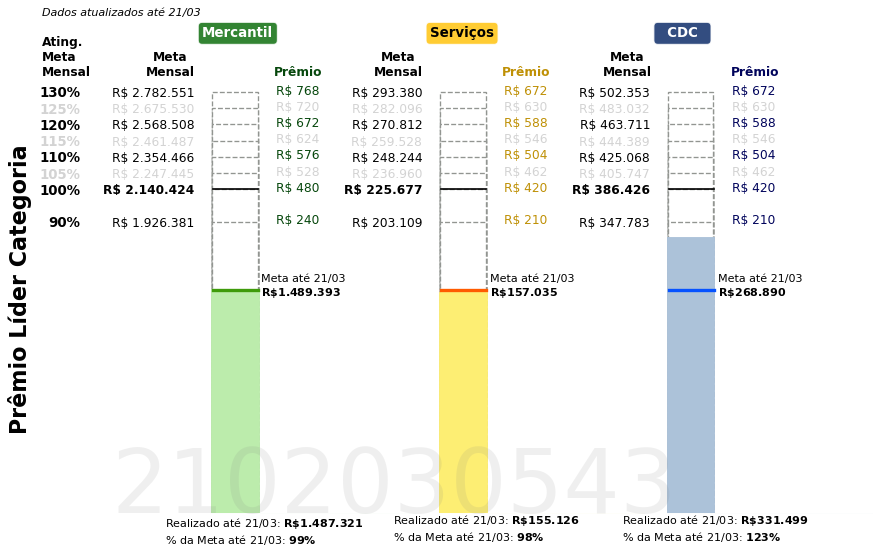 Dados atualizados até 21/03
Mercantil Serviços CDC
Ating. Meta Mensal Meta Mensal Prêmio Meta Mensal Prêmio Meta Mensal Prêmio
130% R$ 2.782.551 R$ 768 R$ 293.380 R$ 672 R$ 502.353 R$ 672
125% R$ 2.675.530 R$ 720 R$ 282.096 R$ 630 R$ 483.032 R$ 630
120% R$ 2.568.508 R$ 672 R$ 270.812 R$ 588 R$ 463.711 R$ 588
115% R$ 2.461.487 R$ 624 R$ 259.528 R$ 546 R$ 444.389 R$ 546
110% R$ 2.354.466 R$ 576 R$ 248.244 R$ 504 R$ 425.068 R$ 504
105% R$ 2.247.445 R$ 528 R$ 236.960 R$ 462 R$ 405.747 R$ 462
100% R$ 2.140.424 R$ 480 R$ 225.677 R$ 420 R$ 386.426 R$ 420
90% R$ 1.926.381 R$ 240 R$ 203.109 R$ 210 R$ 347.783 R$ 210
Prêmio Líder Categoria
Meta até 21/03 Meta até 21/03 Meta até 21/03
R$1.489.393 R$157.035 R$268.890
2102030543
Realizado até 21/03: R$1.487.321 Realizado até 21/03: R$155.126 Realizado até 21/03: R$331.499
% da Meta até 21/03: 99% % da Meta até 21/03: 98% % da Meta até 21/03: 123%